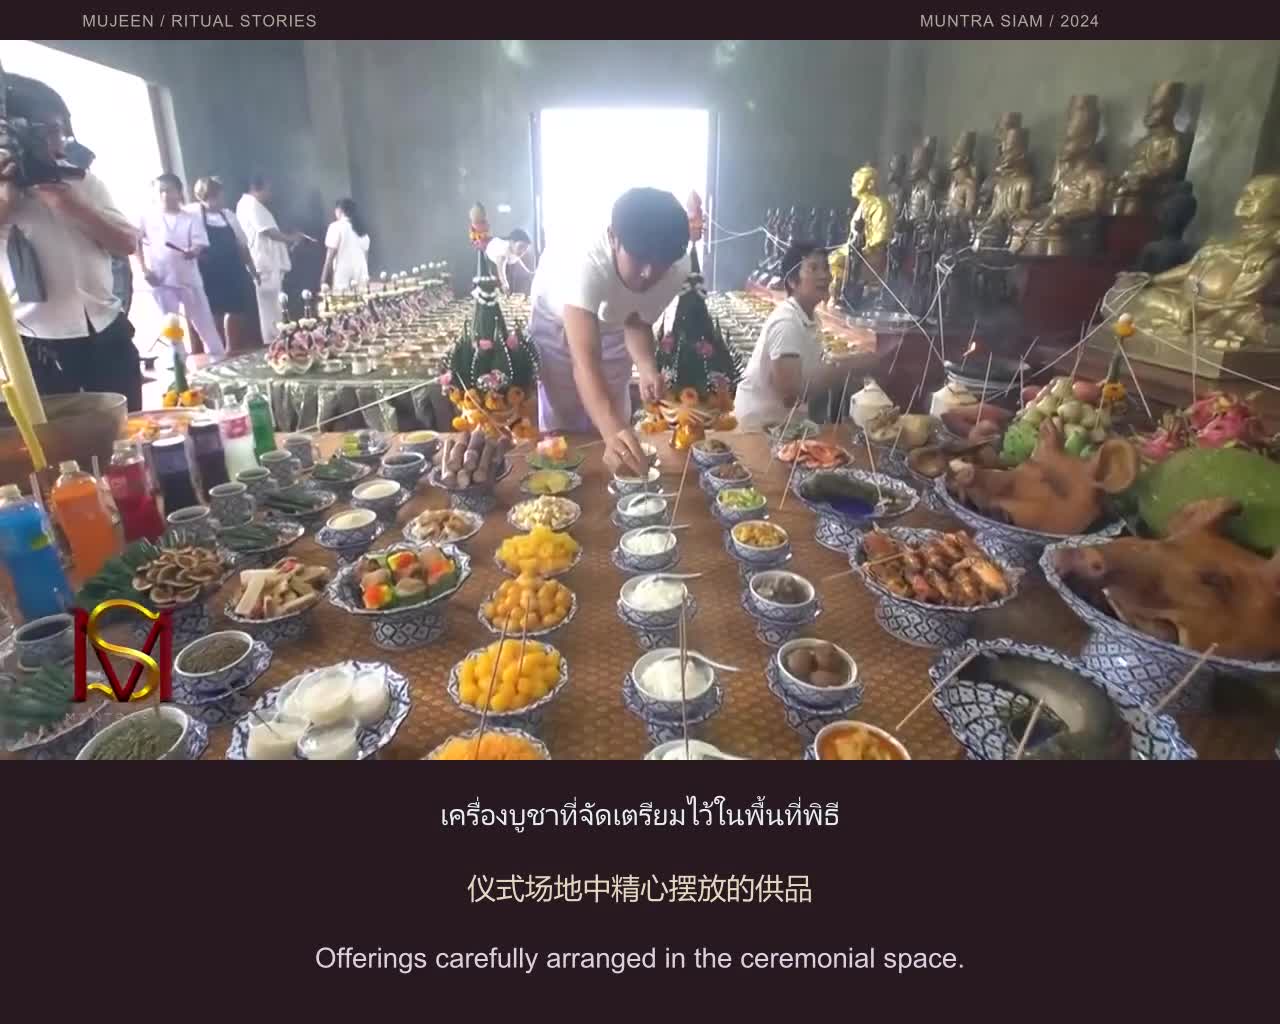 MUJEEN / RITUAL STORIES
MUNTRA SIAM / 2024
เครื่องบูชาที่จัดเตรียมไว้ในพื้นที่พิธี
仪式场地中精心摆放的供品
Offerings carefully arranged in the ceremonial space.